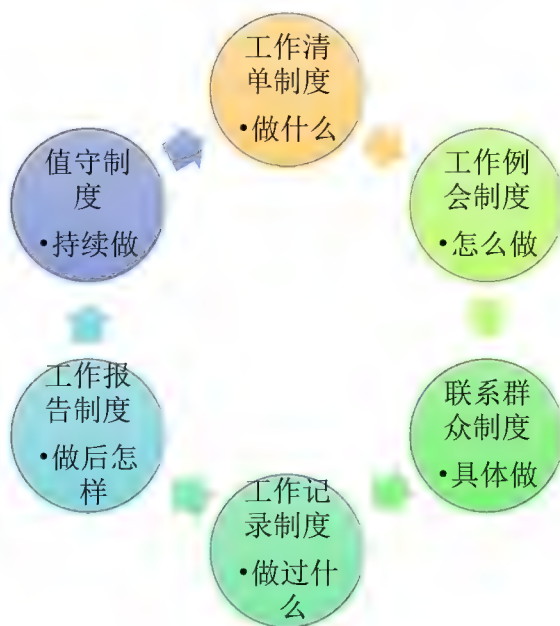 工作清
单制度
•做什么
工作例
会制度
•怎么做
联系群
众制度
•具体做
工作记
录制度
•做过什
么
工作报
告制度
•做后怎
样
值守制
度
•持续做